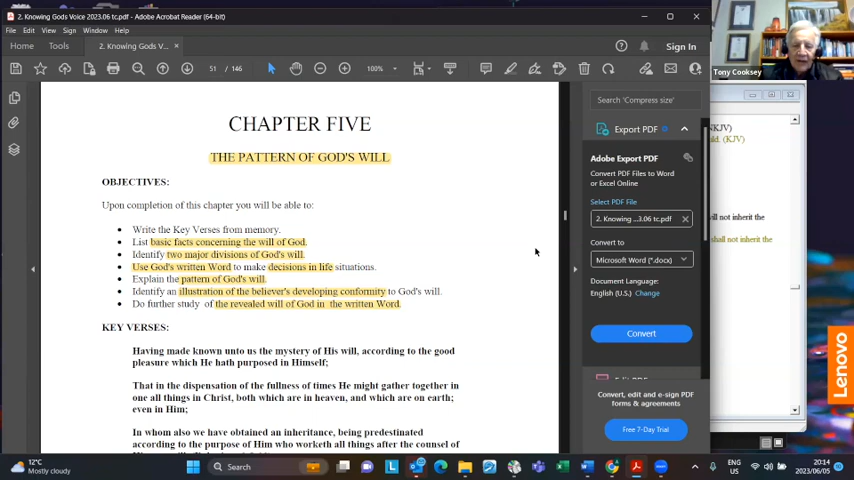 2. Knowing Gods Voice 2023.06 tc.pdf - Adobe Acrobat Reader (64-bit)
File Edit View Sign Window Help
Home Tools 2. Knowing Gods V... × Sign In
51 / 146 100%
CHAPTER FIVE
THE PATTERN OF GOD'S WILL
OBJECTIVES:
Upon completion of this chapter you will be able to:
• Write the Key Verses from memory.
• List basic facts concerning the will of God.
• Identify two major divisions of God's will.
• Use God's written Word to make decisions in life situations.
• Explain the pattern of God's will.
• Identify an illustration of the believer's developing conformity to God's will.
• Do further study of the revealed will of God in the written Word.
KEY VERSES:
Having made known unto us the mystery of His will, according to the good
pleasure which He hath purposed in Himself;
That in the dispensation of the fullness of times He might gather together in
one all things in Christ, both which are in heaven, and which are on earth;
even in Him;
In whom also we have obtained an inheritance, being predestinated
according to the purpose of Him who worketh all things after the counsel of
Search 'Compress size'
Export PDF
Adobe Export PDF
Convert PDF Files to Word
or Excel Online
Select PDF File
2. Knowing ...3.06 tc.pdf
Convert to
Microsoft Word (*.docx)
Document Language:
English (U.S.) Change
Convert
Edit PDF
Convert, edit and e-sign PDF
forms & agreements
Free 7-Day Trial
Tony Cooksey
NKJV)
ild. (KJV)
will not inherit the
shall not inherit the
Lenovo
12°C
Mostly cloudy
Search
ENG
US
20:14
2023/06/05